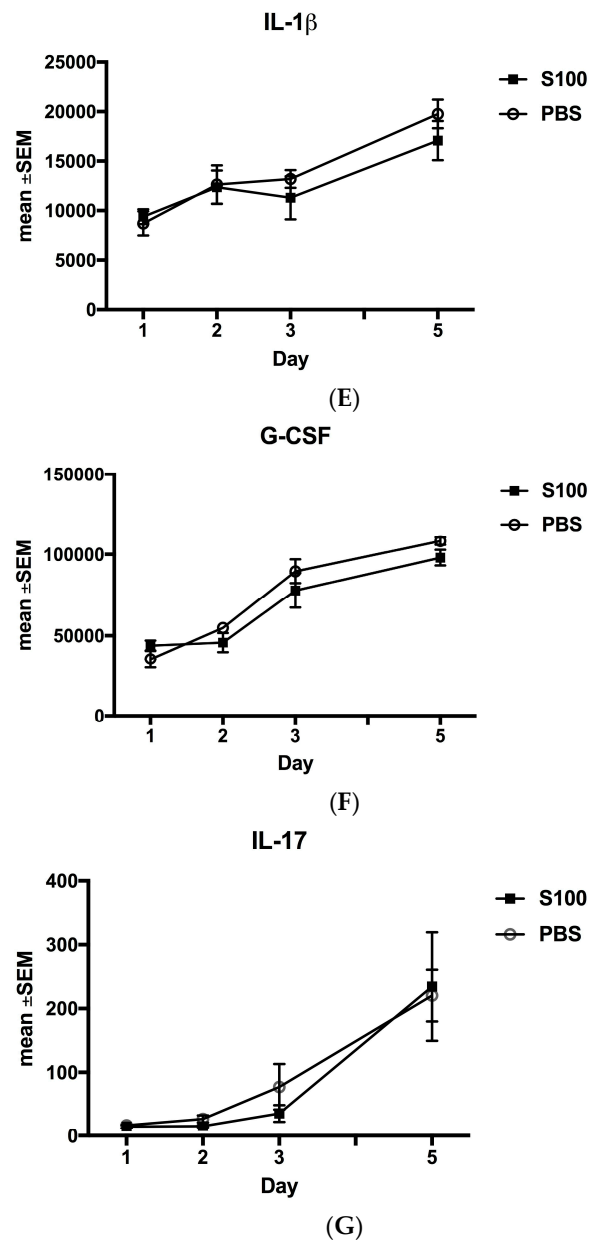 IL-1β
25000
20000
15000
10000
5000
0
mean ±SEM
1 2 3 5
Day
S100
PBS
(E)
G-CSF
150000
100000
50000
0
mean ±SEM
1 2 3 5
Day
S100
PBS
(F)
IL-17
400
300
200
100
0
mean ±SEM
1 2 3 5
Day
S100
PBS
(G)